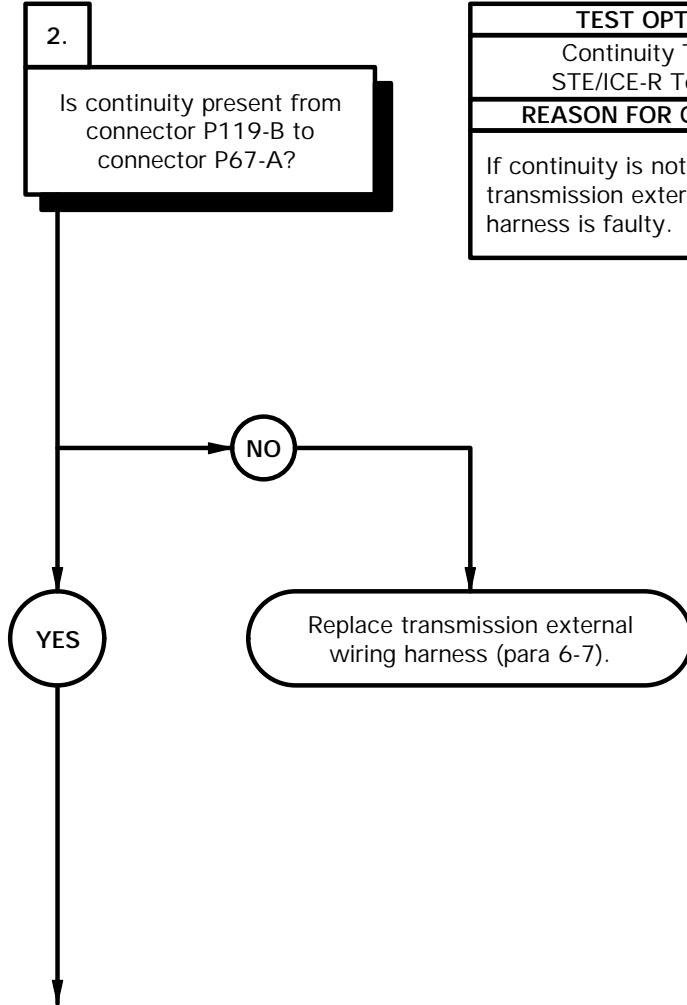 2.
Is continuity present from
connector P119-B to
connector P67-A?
TEST OPT
Continuity
STE/ICE-R
REASON FOR
If continuity is not
transmission exter
harness is faulty.
NO
YES
Replace transmission external
wiring harness (para 6-7).